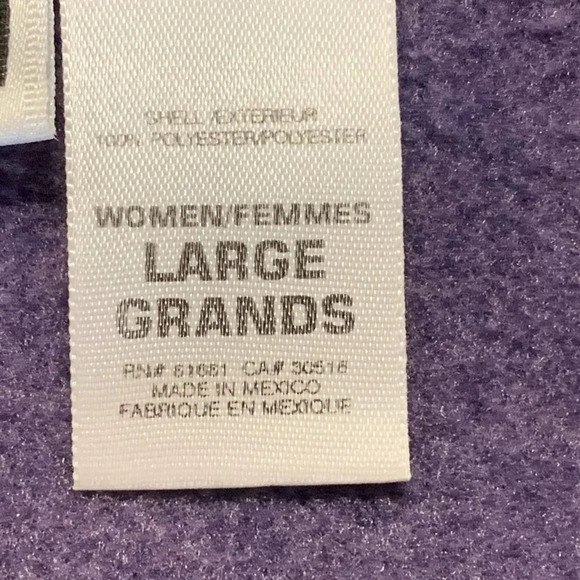 SHELL/EXTERIEUR
100% POLYESTER/POLYESTER
WOMEN/FEMMES
LARGE
GRANDS
RN# 61661 CA# 30516
MADE IN MEXICO
FABRIQUE EN MEXIQUE